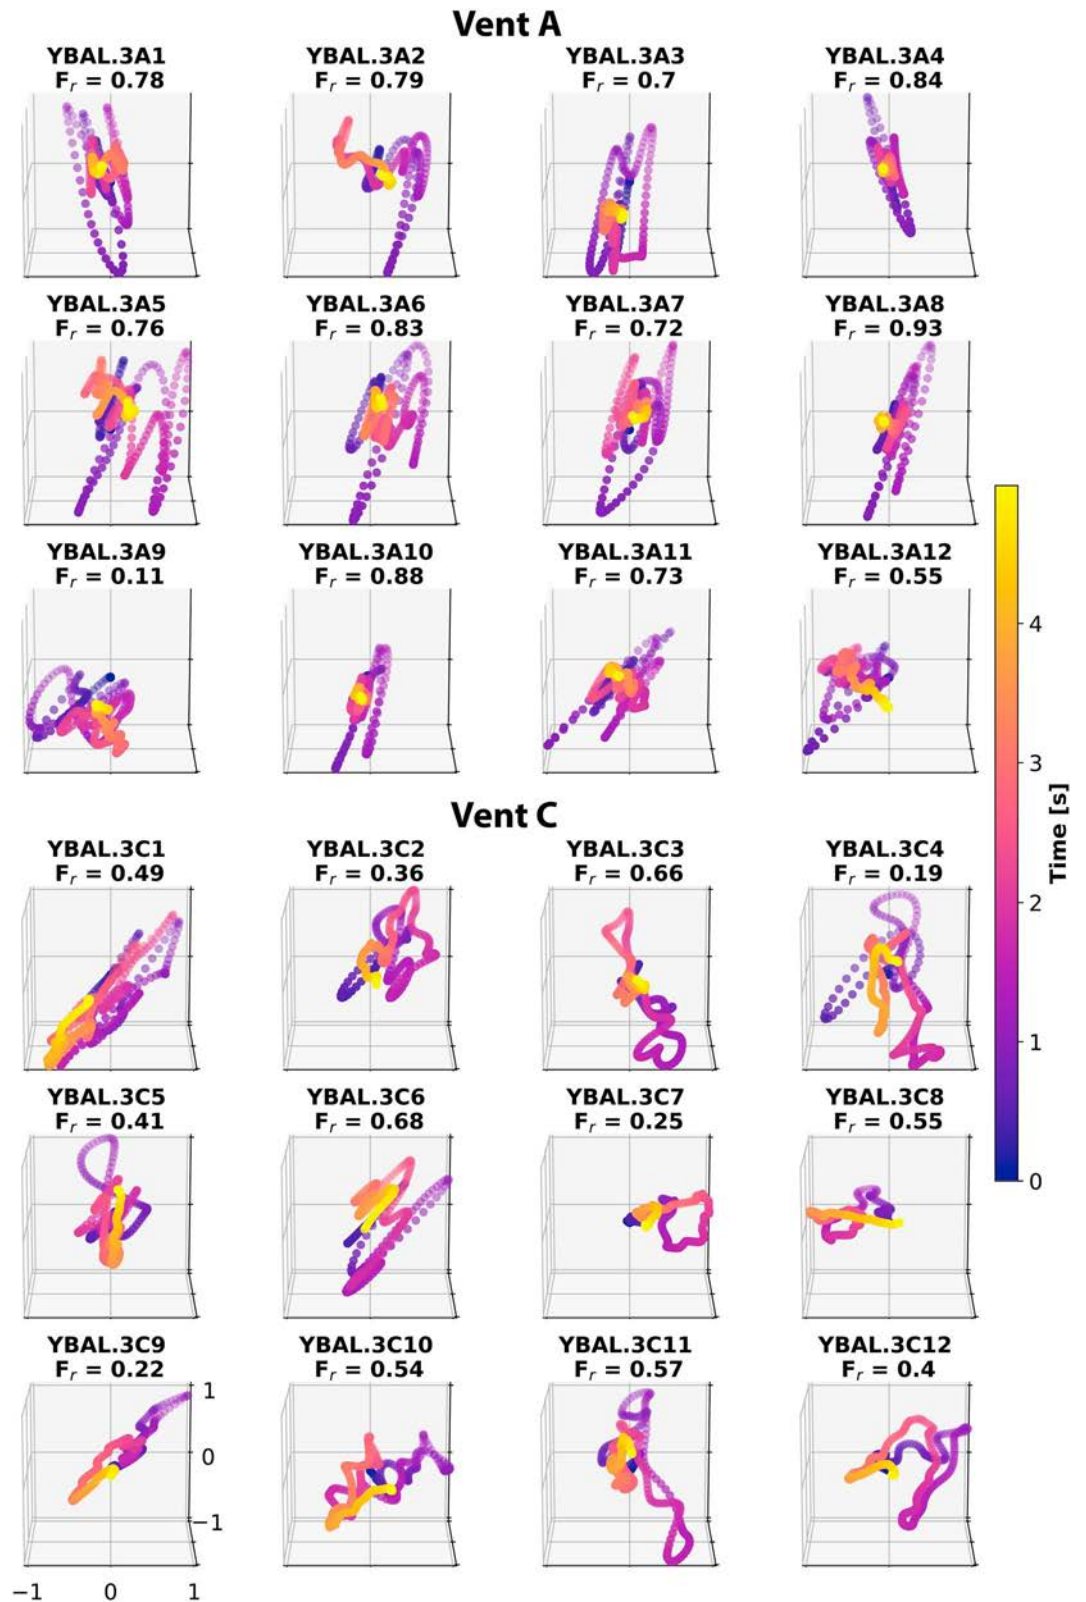 Vent A
YBAL.3A1 YBAL.3A2 YBAL.3A3 YBAL.3A4
Fr = 0.78 Fr = 0.79 Fr = 0.7 Fr = 0.84
YBAL.3A5 YBAL.3A6 YBAL.3A7 YBAL.3A8
Fr = 0.76 Fr = 0.83 Fr = 0.72 Fr = 0.93
YBAL.3A9 YBAL.3A10 YBAL.3A11 YBAL.3A12
Fr = 0.11 Fr = 0.88 Fr = 0.73 Fr = 0.55
Vent C
YBAL.3C1 YBAL.3C2 YBAL.3C3 YBAL.3C4
Fr = 0.49 Fr = 0.36 Fr = 0.66 Fr = 0.19
YBAL.3C5 YBAL.3C6 YBAL.3C7 YBAL.3C8
Fr = 0.41 Fr = 0.68 Fr = 0.25 Fr = 0.55
YBAL.3C9 YBAL.3C10 YBAL.3C11 YBAL.3C12
Fr = 0.22 Fr = 0.54 Fr = 0.57 Fr = 0.4
1
0
−1
−1 0 1
4
3
2
1
0
Time [s]